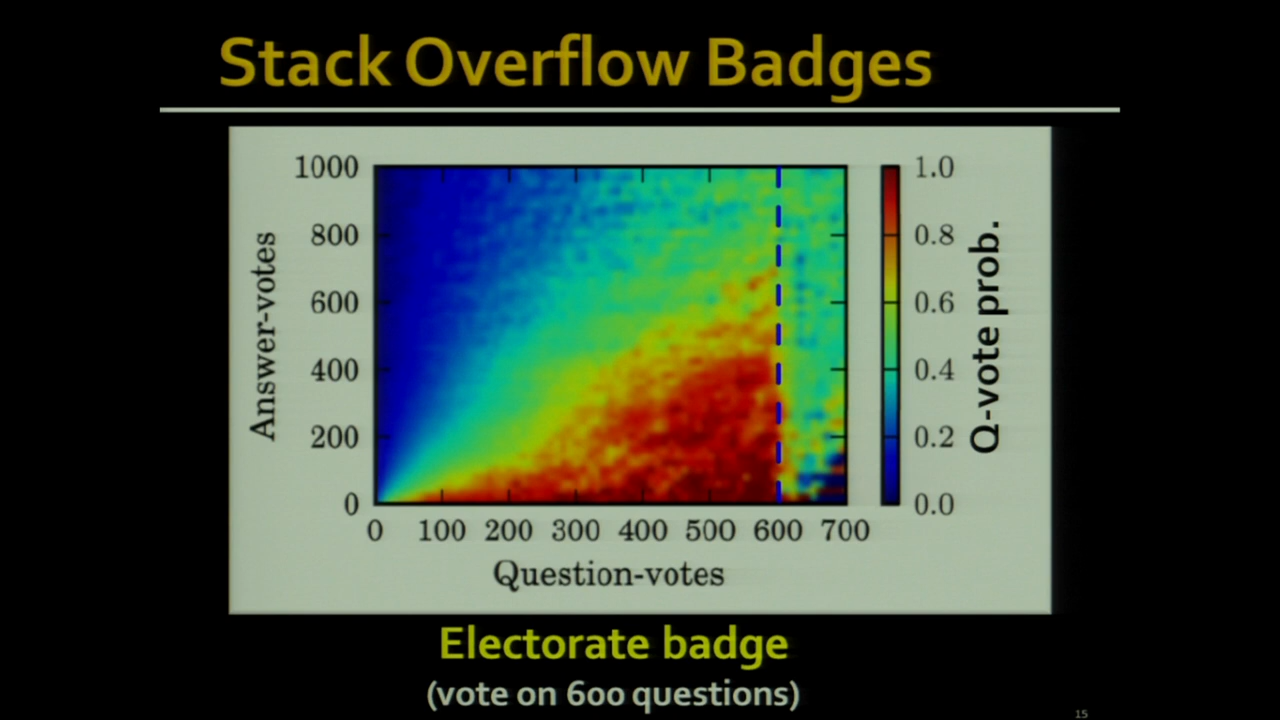 Stack Overflow Badges
1000
800
600
400
200
0
Answer-votes
0 100 200 300 400 500 600 700
Question-votes
1.0
0.8
0.6
0.4
0.2
0.0
Q-vote prob.
Electorate badge
(vote on 600 questions)
15